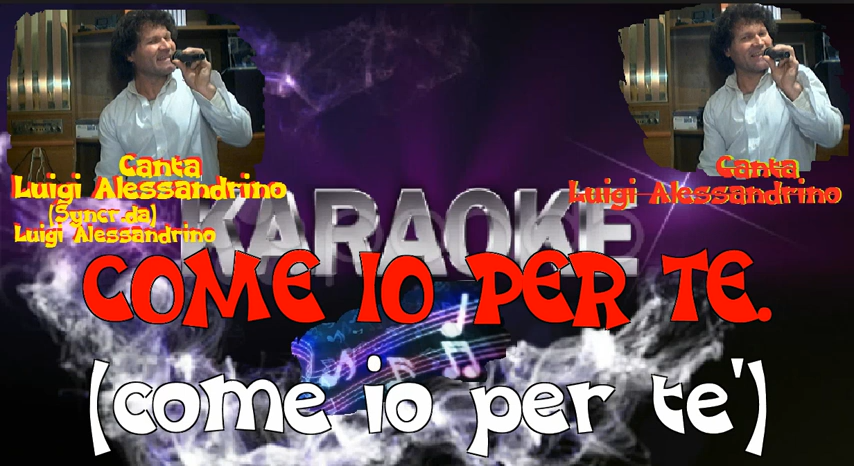 Canta
Luigi Alessandrino
(Syncr.da)
Luigi Alessandrino
Canta
Luigi Alessandrino
KARAOKE
COME IO PER TE.
(come io per te')